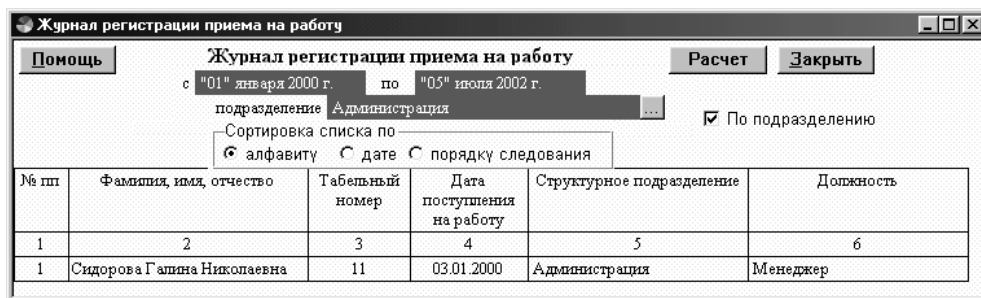 Журнал регистрации приема на работу
Помощь Журнал регистрации приема на работу Расчет Закрыть
с "01" января 2000 г. по "05" июля 2002 г.
подразделение Администрация ... По подразделению
Сортировка списка по
алфавиту дате порядку следования
№ пп Фамилия, имя, отчество Табельный Дата Структурное подразделение Должность
номер поступления
на работу
1 2 3 4 5 6
1 Сидорова Галина Николаевна 11 03.01.2000 Администрация Менеджер